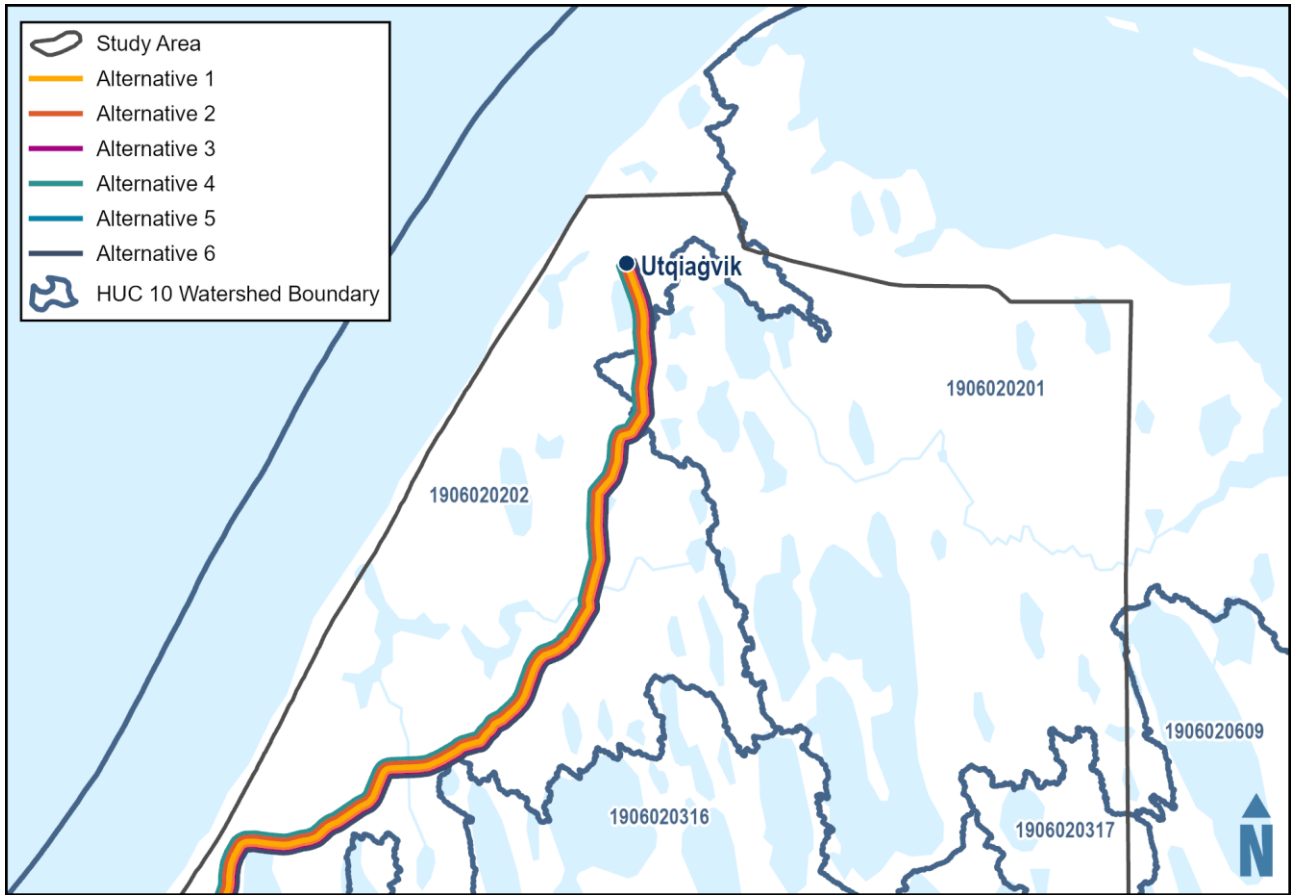 Study Area
Alternative 1
Alternative 2
Alternative 3
Alternative 4
Alternative 5
Alternative 6
HUC 10 Watershed Boundary
Utqiaġvik
1906020201
1906020202
1906020609
1906020316
1906020317
N